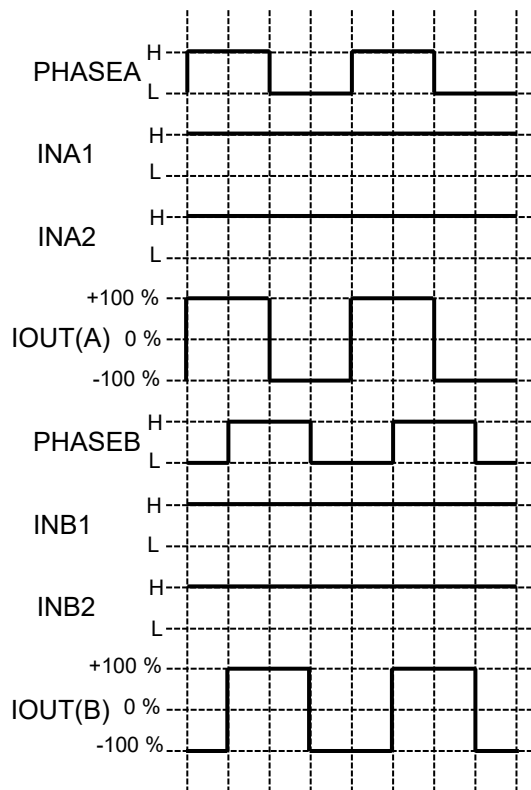 H
PHASEA
L
H
INA1
L
H
INA2
L
+100 %
IOUT(A) 0 %
-100 %
H
PHASEB
L
H
INB1
L
H
INB2
L
+100 %
IOUT(B) 0 %
-100 %